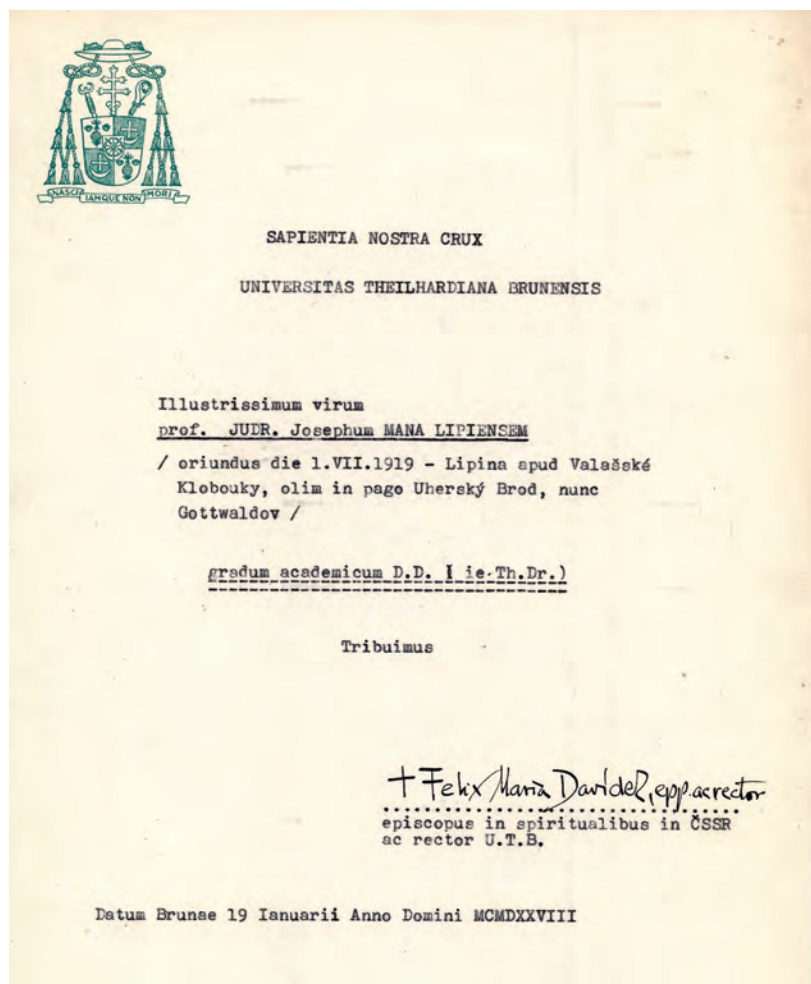 NASCI IAMQUE NON MORI
SAPIENTIA NOSTRA CRUX
UNIVERSITAS THEILHARDIANA BRUNENSIS
Illustrissimum virum
prof. JUDR. Josephum MANA LIPIENSEM
/ oriundus die 1.VII.1919 - Lipina apud Valašské
Klobouky, olim in pago Uherský Brod, nunc
Gottwaldov /
gradum academicum D.D. ( ie.Th.Dr.)
Tribuimus
+ Felix Maria Davídek, epp. ac rector
episcopus in spiritualibus in ČSSR
ac rector U.T.B.
Datum Brunae 19 Ianuarii Anno Domini MCMDXXVIII